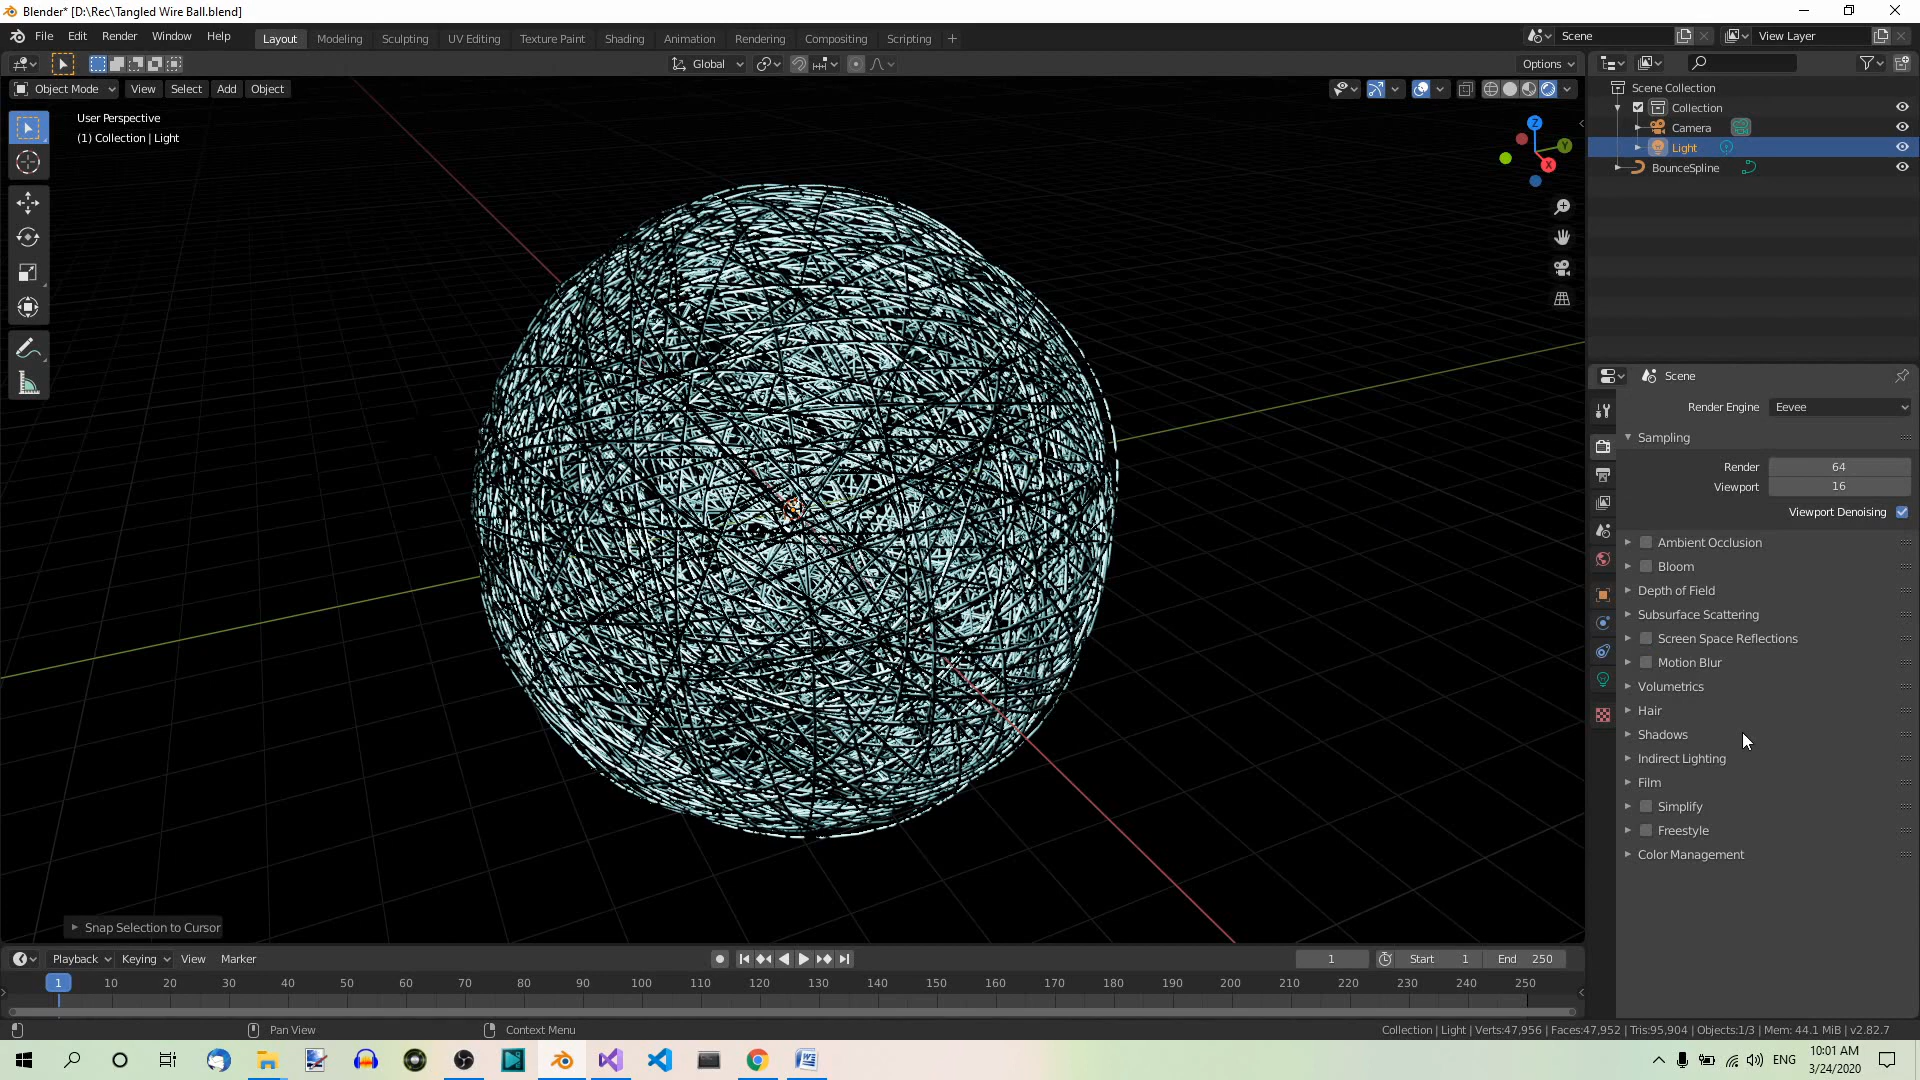 Blender* [D:\Rec\Tangled Wire Ball.blend]
File Edit Render Window Help
Layout Modeling Sculpting UV Editing Texture Paint Shading Animation Rendering Compositing Scripting +
Scene
View Layer
Global
Options
Object Mode View Select Add Object
User Perspective
(1) Collection | Light
Z
Y
X
Scene Collection
Collection
Camera
Light
BounceSpline
Scene
Render Engine Eevee
Sampling
Render 64
Viewport 16
Viewport Denoising
Ambient Occlusion
Bloom
Depth of Field
Subsurface Scattering
Screen Space Reflections
Motion Blur
Volumetrics
Hair
Shadows
Indirect Lighting
Film
Simplify
Freestyle
Color Management
Snap Selection to Cursor
Playback Keying View Marker
1 Start 1 End 250
1 10 20 30 40 50 60 70 80 90 100 110 120 130 140 150 160 170 180 190 200 210 220 230 240 250
Pan View
Context Menu
Collection | Light | Verts:47,956 | Faces:47,952 | Tris:95,904 | Objects:1/3 | Mem: 44.1 MiB | v2.82.7
ENG
10:01 AM
3/24/2020